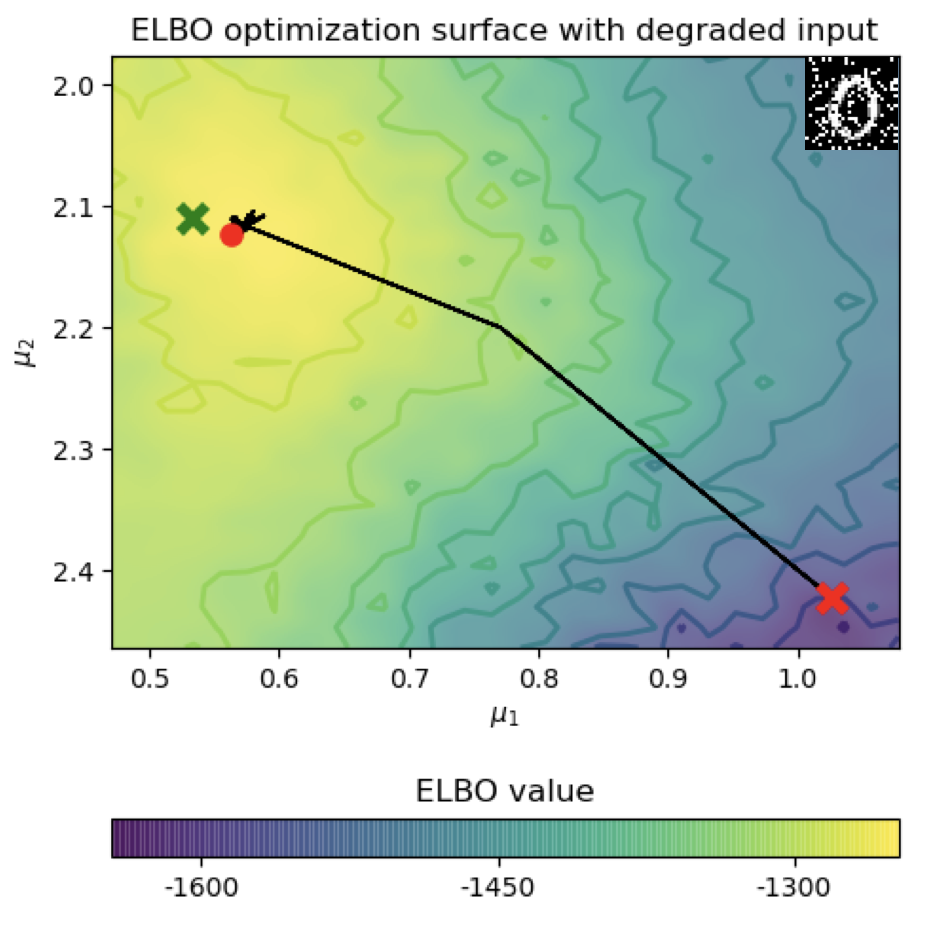 ELBO optimization surface with degraded input
2.0
2.1
2.2
2.3
2.4
μ2
0.5 0.6 0.7 0.8 0.9 1.0
μ1
ELBO value
-1600 -1450 -1300